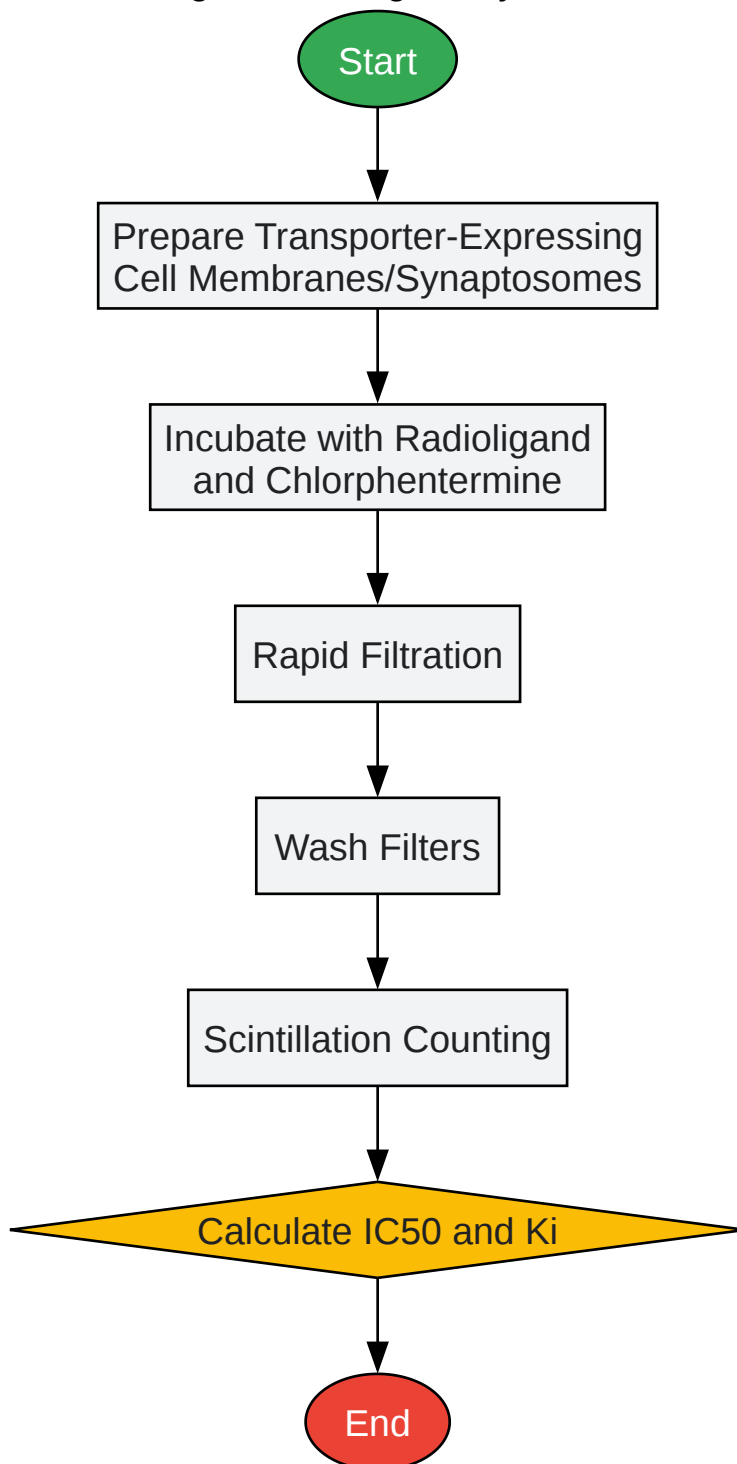 Start
Prepare Transporter-Expressing
Cell Membranes/Synaptosomes
Incubate with Radioligand
and Chlorphentermine
Rapid Filtration
Wash Filters
Scintillation Counting
Calculate IC50 and Ki
End